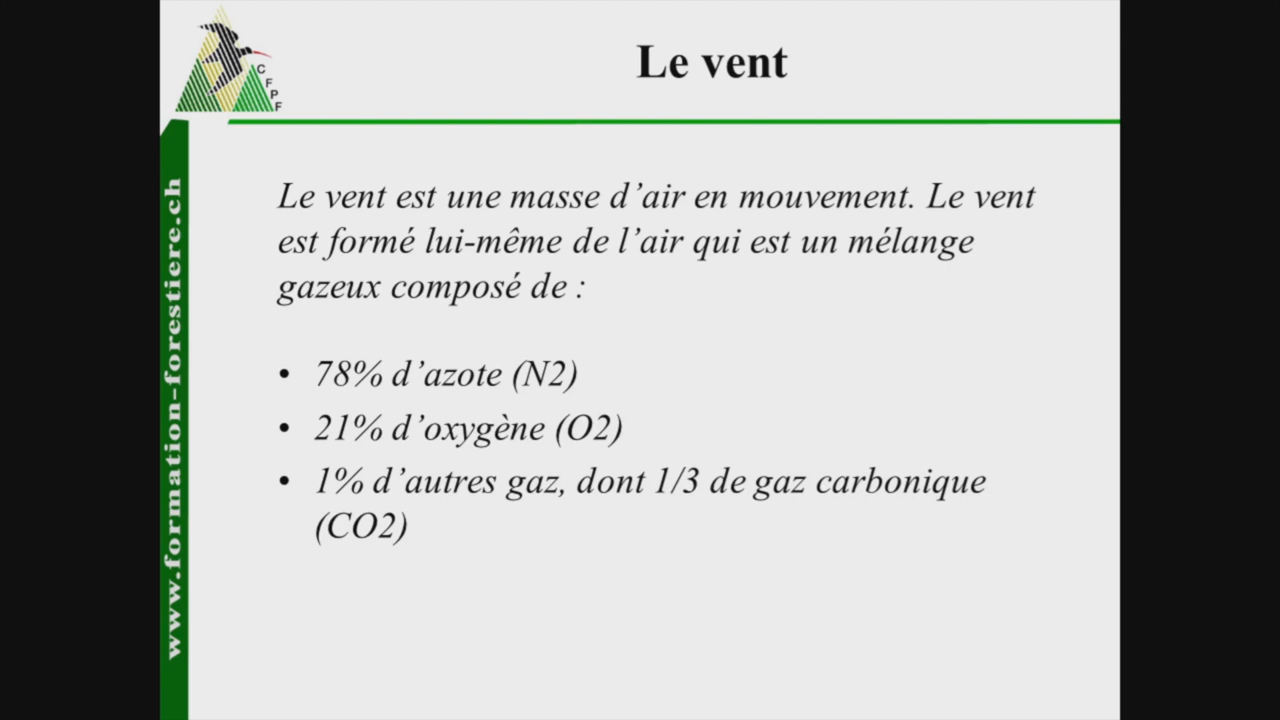 Le vent
C
F
P
F
www.formation-forestiere.ch
Le vent est une masse d’air en mouvement. Le vent
est formé lui-même de l’air qui est un mélange
gazeux composé de :
• 78% d’azote (N2)
• 21% d’oxygène (O2)
• 1% d’autres gaz, dont 1/3 de gaz carbonique
(CO2)